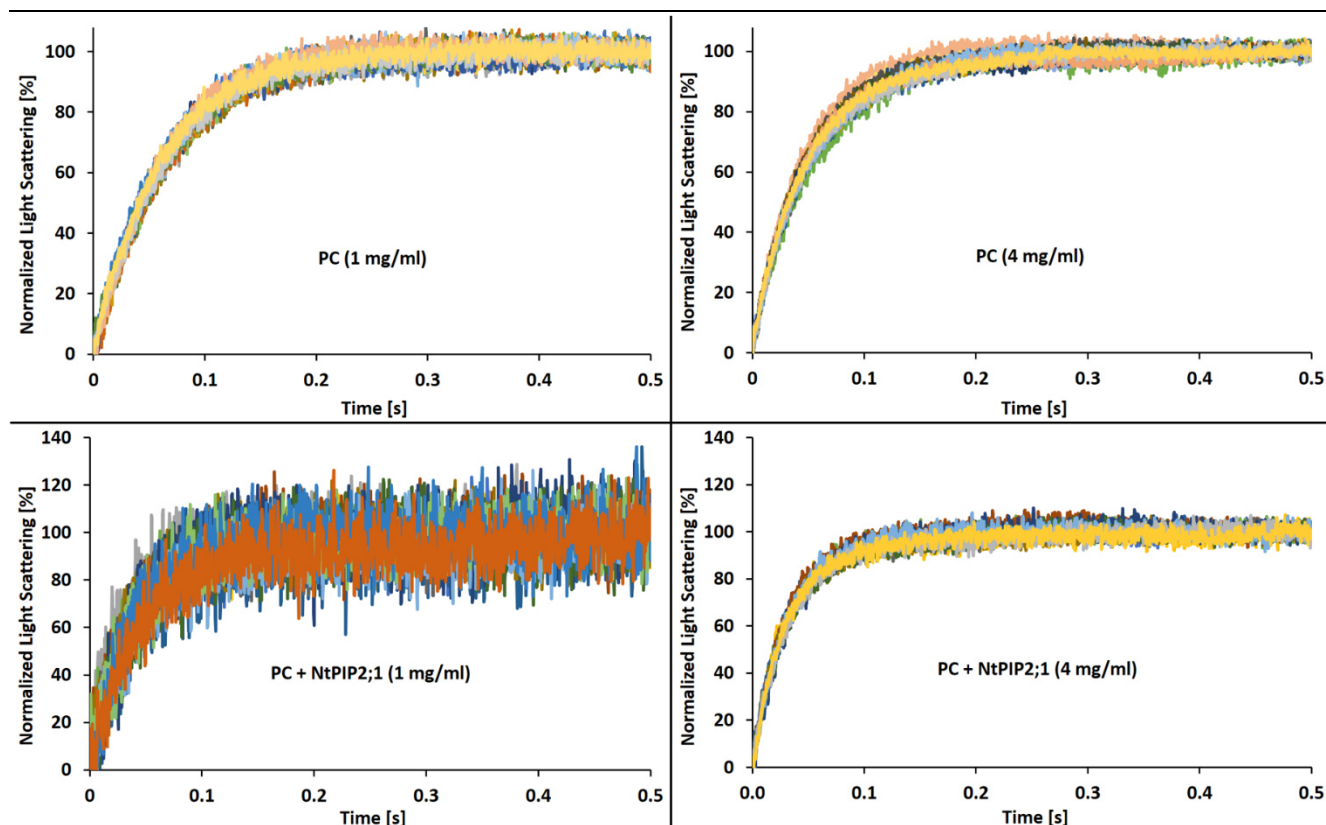 Normalized Light Scattering [%]
100
80
60
40
20
0
PC (1 mg/ml)
0 0.1 0.2 0.3 0.4 0.5
Time [s]
Normalized Light Scattering [%]
100
80
60
40
20
0
PC (4 mg/ml)
0 0.1 0.2 0.3 0.4 0.5
Time [s]
Normalized Light Scattering [%]
140
120
100
80
60
40
20
0
PC + NtPIP2;1 (1 mg/ml)
0 0.1 0.2 0.3 0.4 0.5
Time [s]
Normalized Light Scattering [%]
140
120
100
80
60
40
20
0
PC + NtPIP2;1 (4 mg/ml)
0.0 0.1 0.2 0.3 0.4 0.5
Time [s]